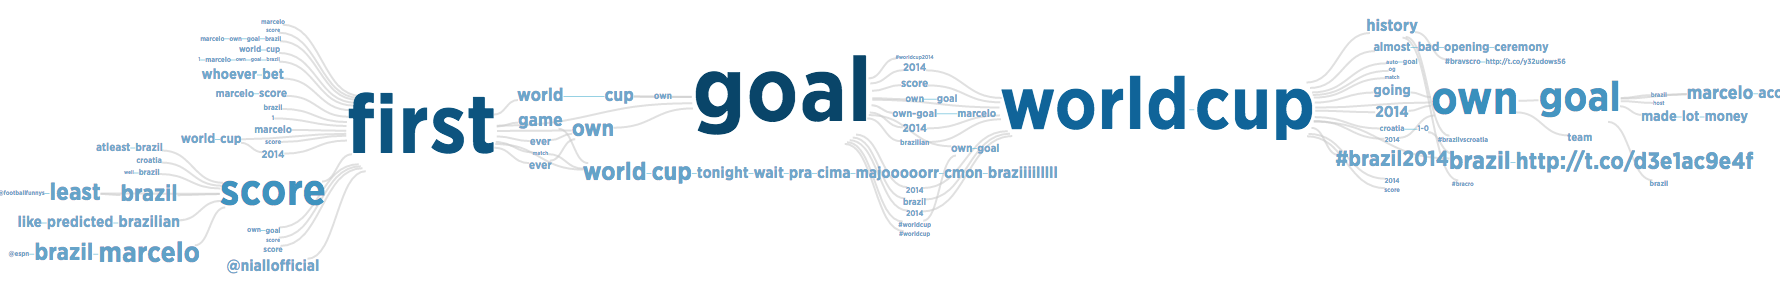 marcelo
score
marcelo own goal brazil
world cup
1 marcelo own goal brazil
whoever bet
marcelo score
brazil
1
marcelo
world cup score
2014
atleast brazil
croatia
well brazil
@footballfunnys least brazil
like predicted brazilian
@espn brazil marcelo
score
own goal
score
score
@niallofficial
first
world cup own
game own
ever
match
ever
world cup tonight wait pra cima majooooorr cmon braziiiilllll
goal
#worldcup2014
2014
score
own goal
own-goal marcelo
2014
brazilian
own-goal
2014
brazil
2014
#worldcup
#worldcup
world cup
history
almost bad opening ceremony
auto goal
#bravscro http://t.co/y32udows56
og
match
going
2014
croatia 1-0
2014
#brazilvscroatia
#brazil2014 brazil http://t.co/d3e1ac9e4f
2014
score
#bracro
own goal
brazil
host
marcelo acc
made lot money
team
brazil